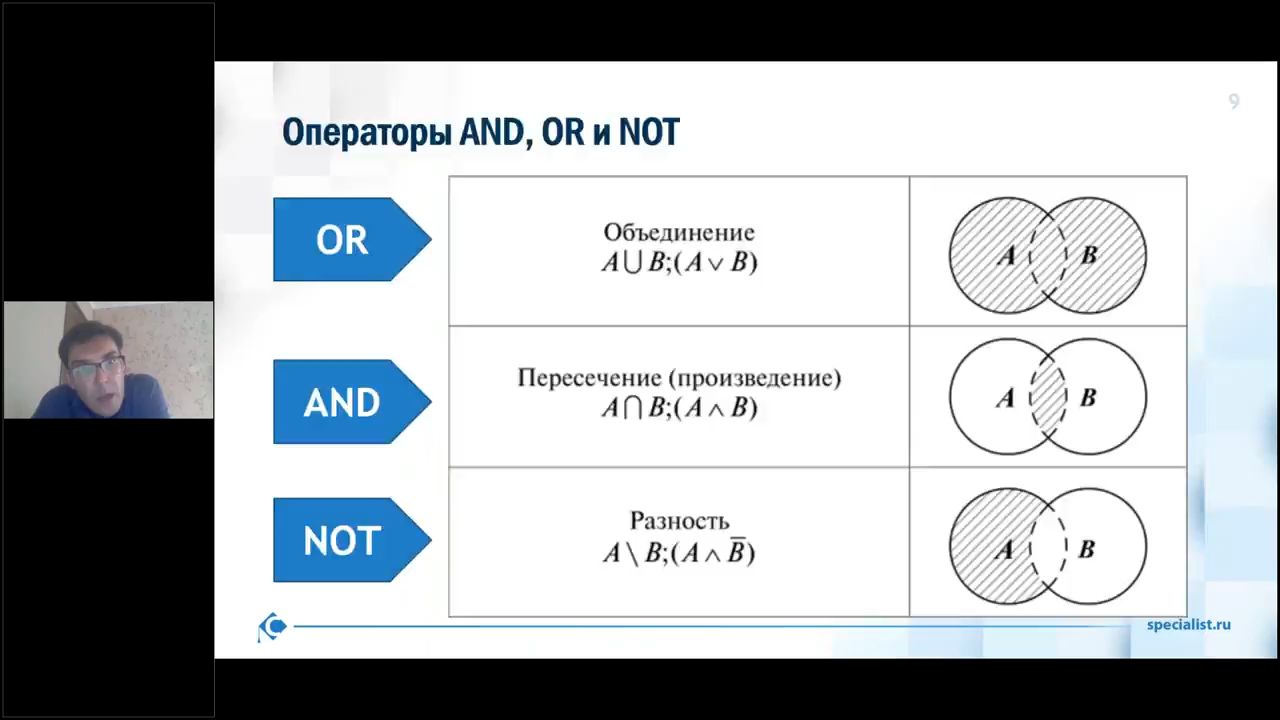 9
Операторы AND, OR и NOT
OR
Объединение
A ⋃ B;(A ∨ B)
A B
AND
Пересечение (произведение)
A ⋂ B;(A ∧ B)
A B
NOT
Разность
A \ B;(A ∧ B̅)
A B
specialist.ru